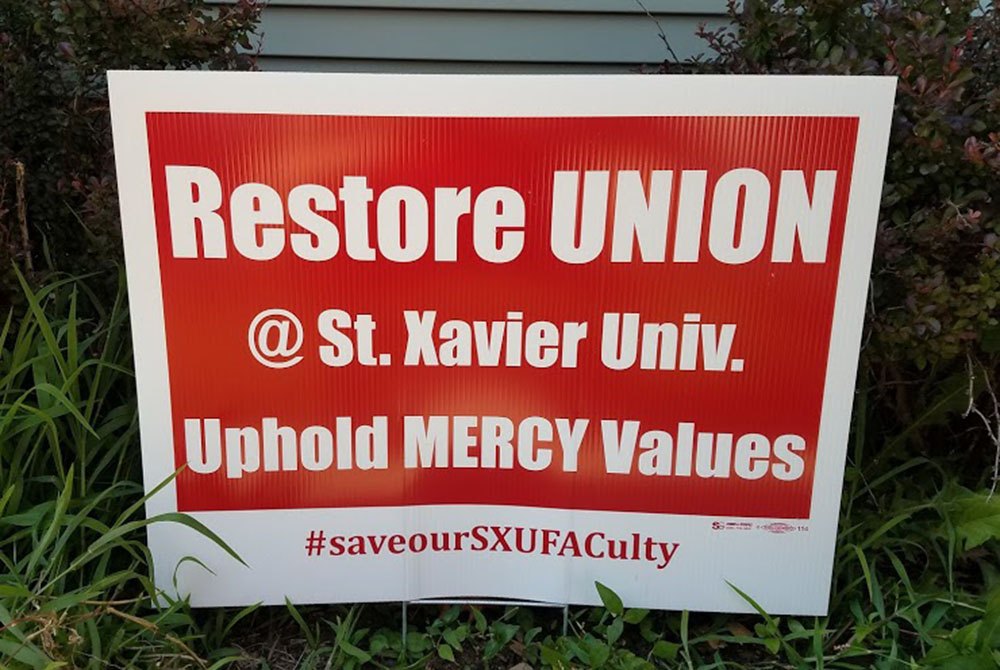 Restore UNION
@ St. Xavier Univ.
Uphold MERCY Values
#saveourSXUFACulty